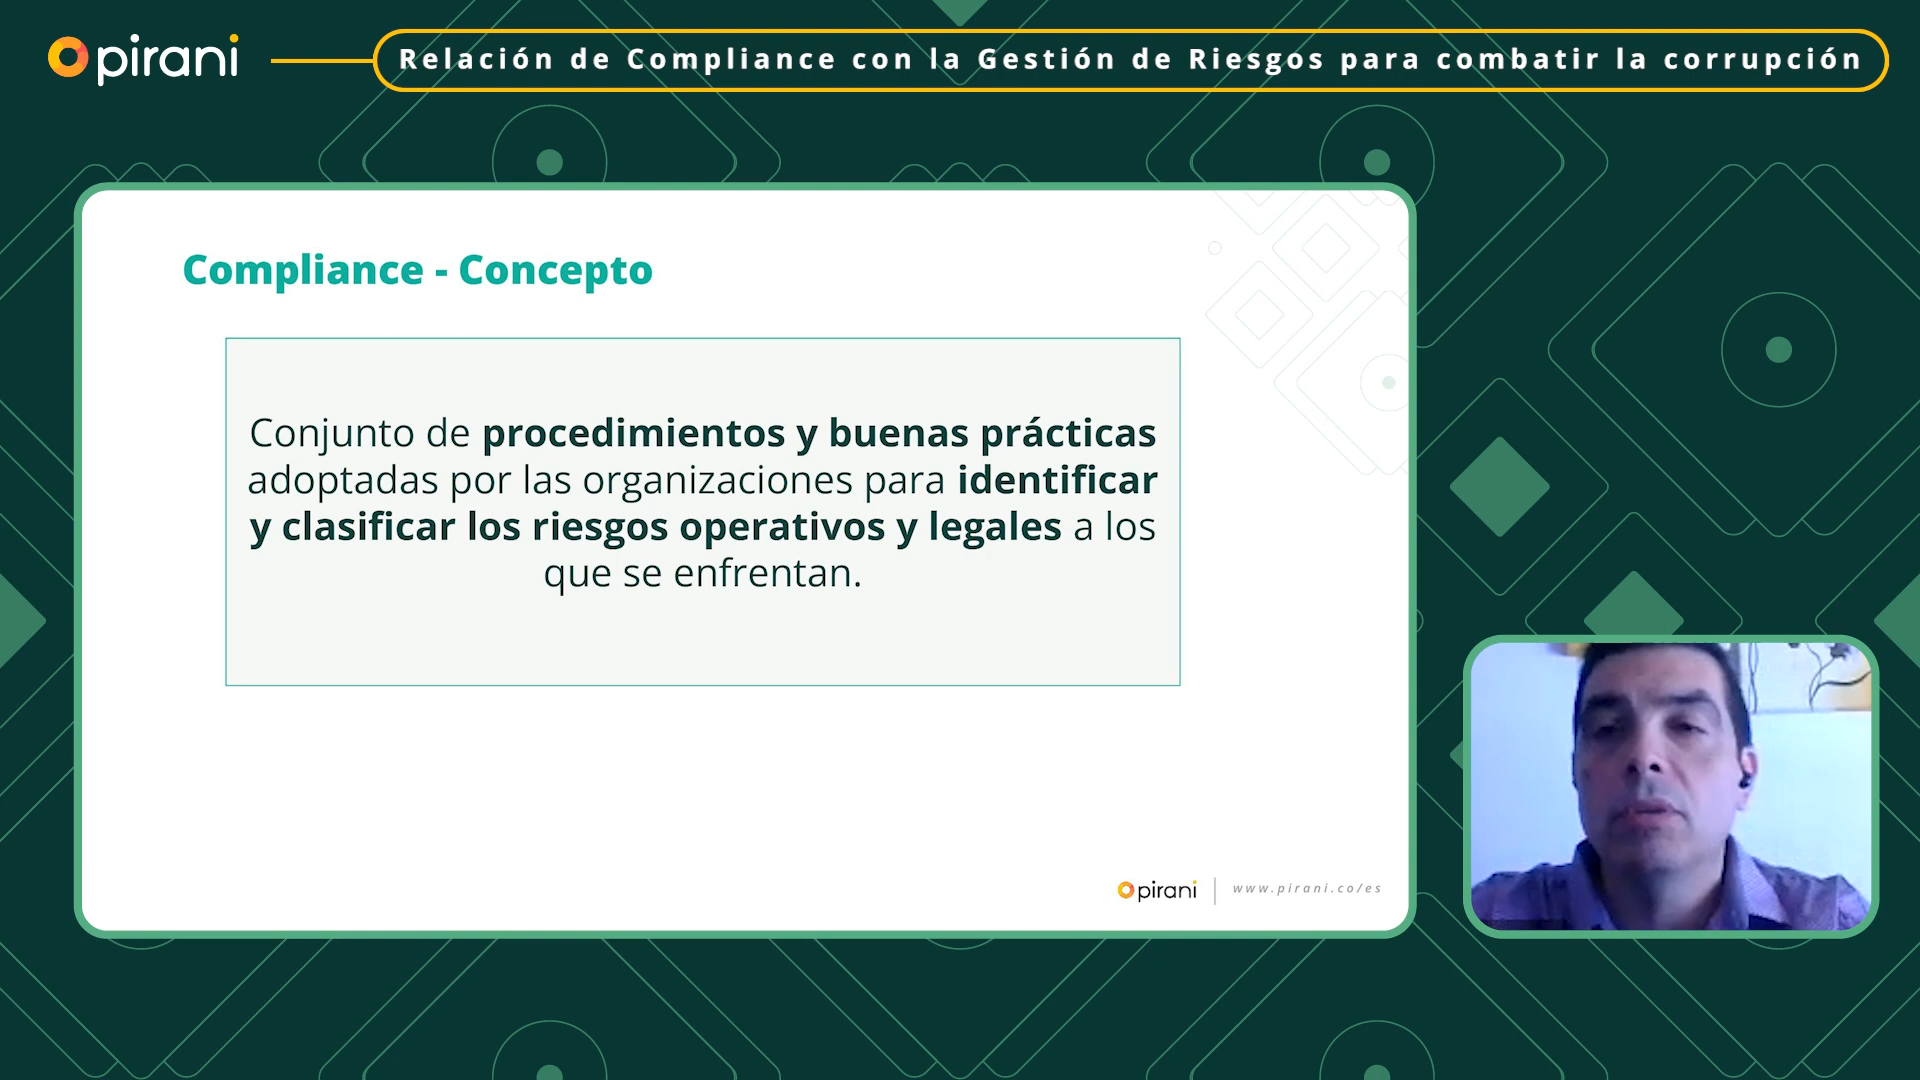 pirani
Relación de Compliance con la Gestión de Riesgos para combatir la corrupción
Compliance - Concepto
Conjunto de procedimientos y buenas prácticas
adoptadas por las organizaciones para identificar
y clasificar los riesgos operativos y legales a los
que se enfrentan.
pirani
www.pirani.co/es